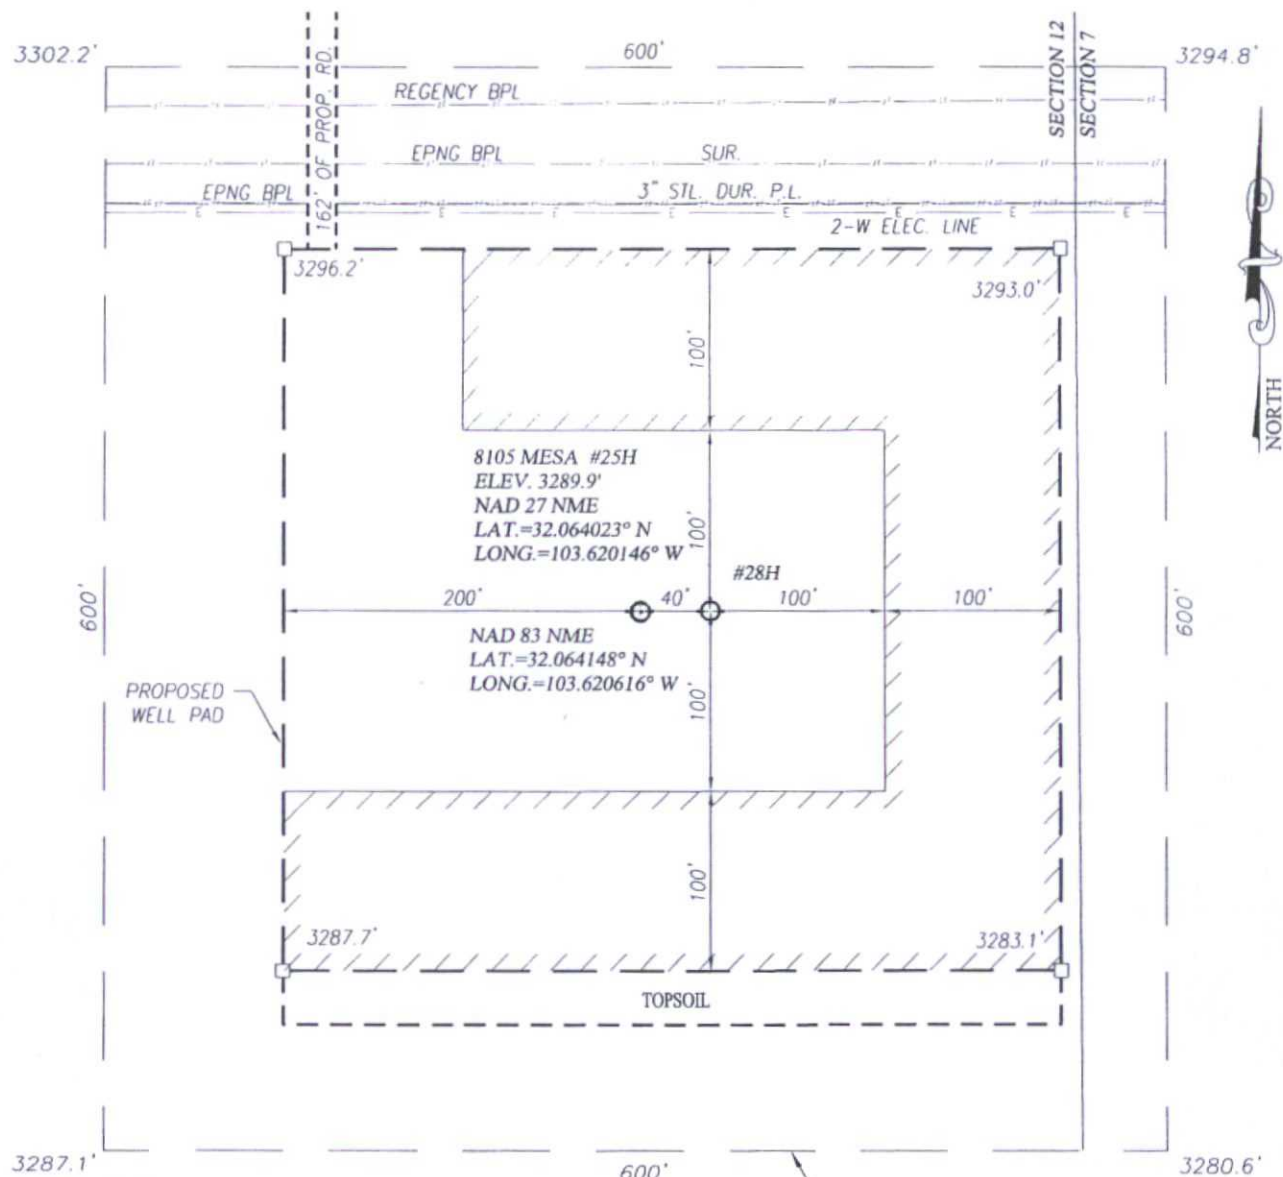 3302.2'
600'
3294.8'
162' OF PROP. RD.
SECTION 12
SECTION 7
REGENCY BPL
EPNG BPL
SUR.
EPNG BPL
3" STL. DUR. P.L.
E E E E E E
2-W ELEC. LINE
3296.2'
3293.0'
100'
NORTH
8105 MESA #25H
ELEV. 3289.9'
NAD 27 NME
LAT.=32.064023° N
LONG.=103.620146° W
100'
#28H
600'
200'
40'
100'
100'
600'
NAD 83 NME
LAT.=32.064148° N
LONG.=103.620616° W
100'
PROPOSED
WELL PAD
100'
3287.7'
3283.1'
TOPSOIL
3287.1'
600'
3280.6'